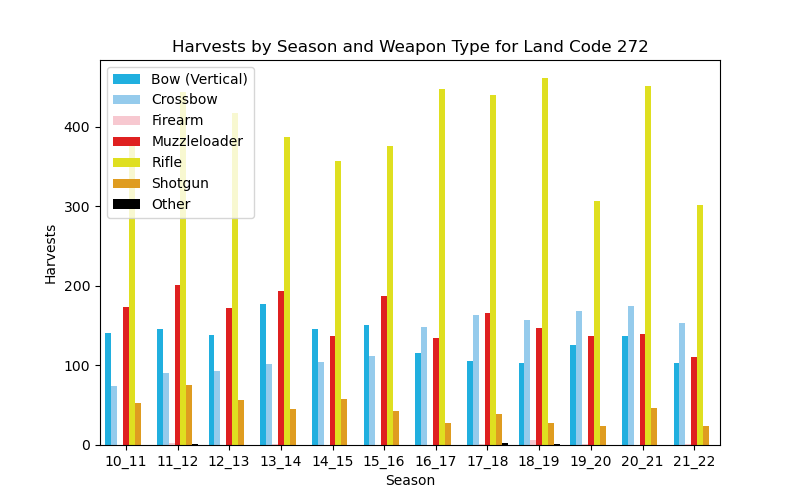 Harvests by Season and Weapon Type for Land Code 272
Bow (Vertical)
Crossbow
Firearm
Muzzleloader
Rifle
Shotgun
Other
Harvests
400
300
200
100
0
10_11 11_12 12_13 13_14 14_15 15_16 16_17 17_18 18_19 19_20 20_21 21_22
Season